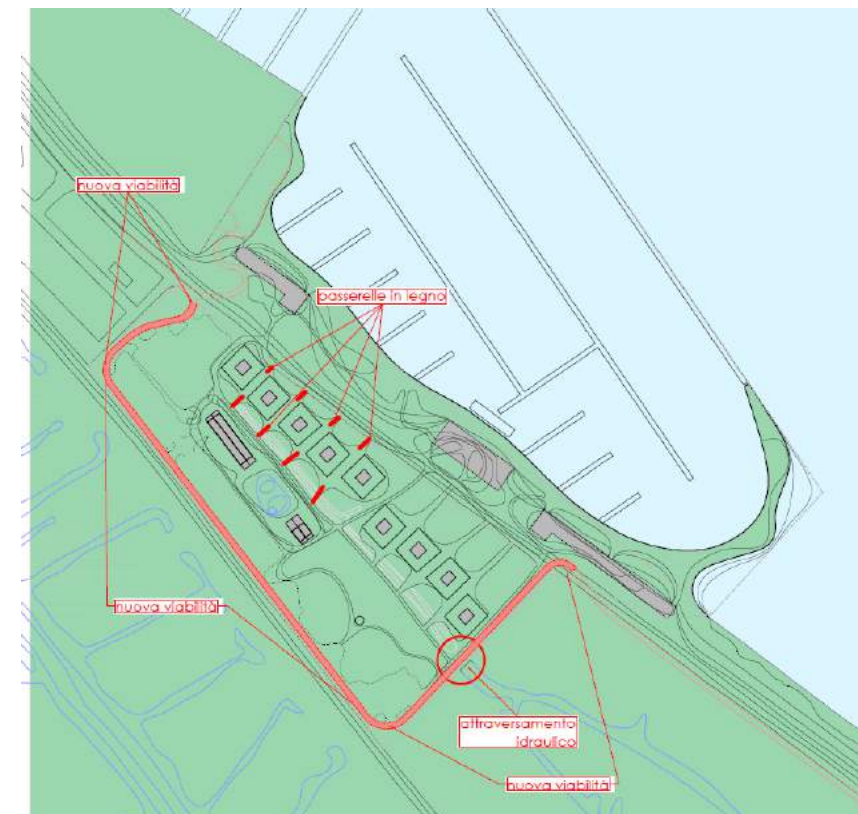 nuova viabilità
passerelle in legno
nuova viabilità
attraversamento
idraulico
nuova viabilità